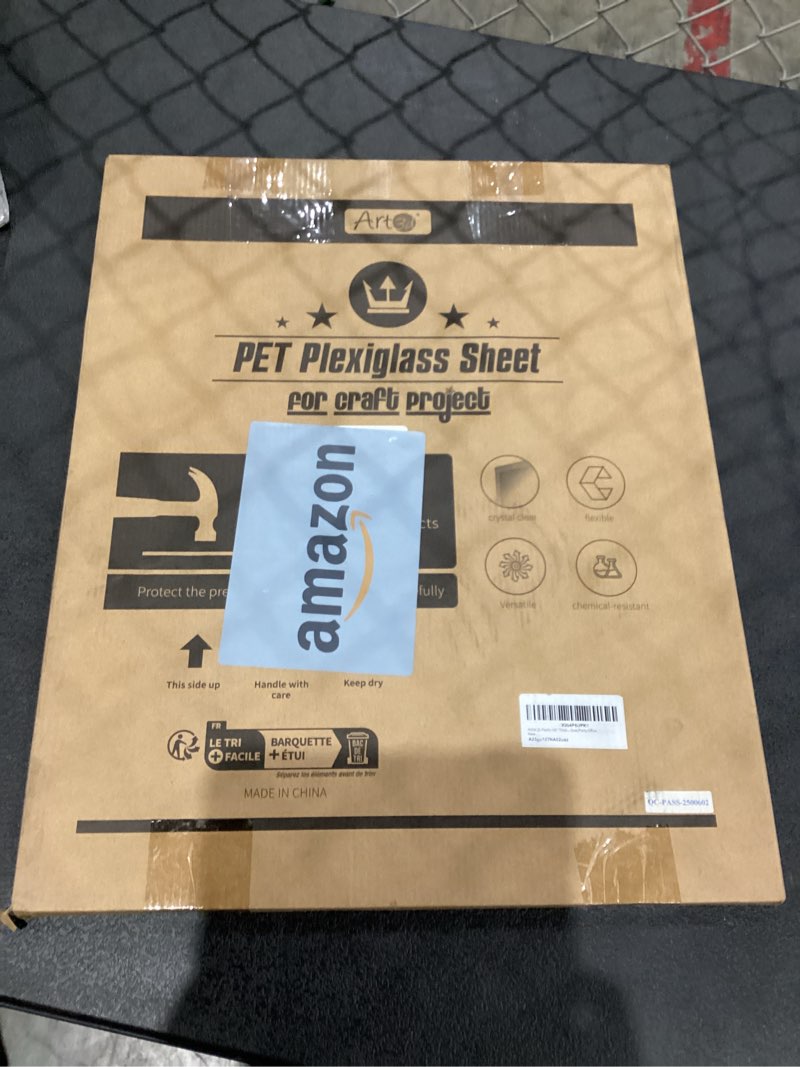 Art3d
PET Plexiglass Sheet
for craft project
cts
Protect the pre
fully
amazon
crystal clear
flexible
versatile
chemical-resistant
This side up
Handle with
care
Keep dry
FR
LE TRI
+ FACILE
BARQUETTE
+ ÉTUI
BAC
DE
TRI
Séparez les éléments avant de trier
MADE IN CHINA
QC-PASS-2500602